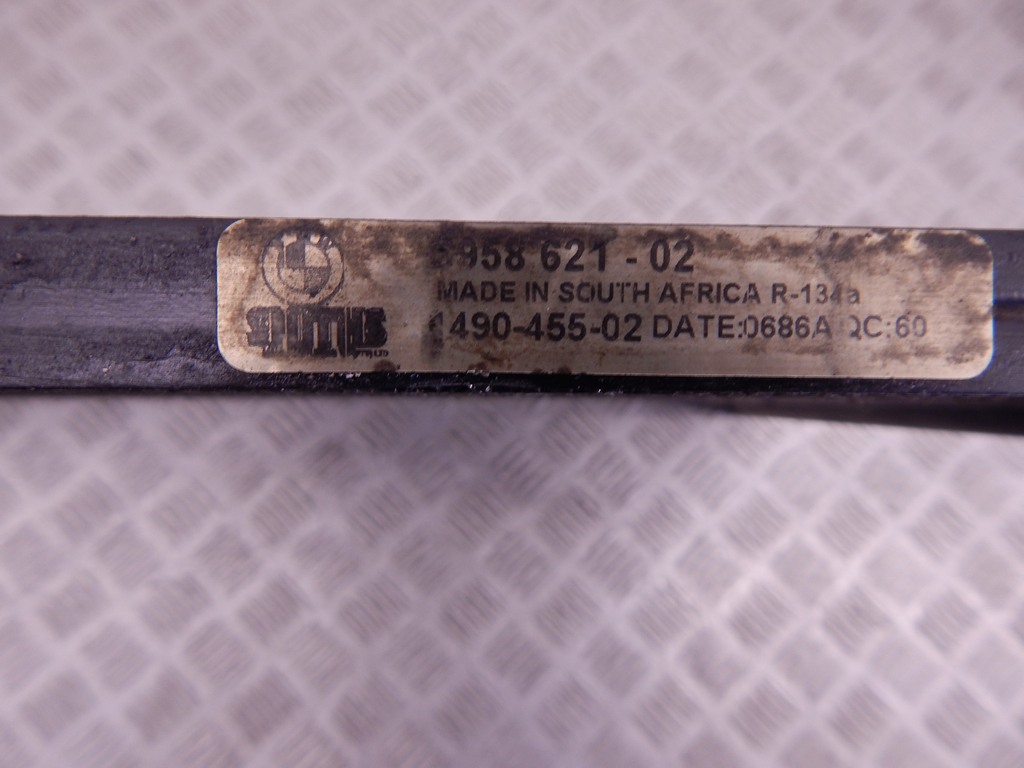 958 621 - 02
MADE IN SOUTH AFRICA R-134a
490-455-02 DATE:0686A QC:60